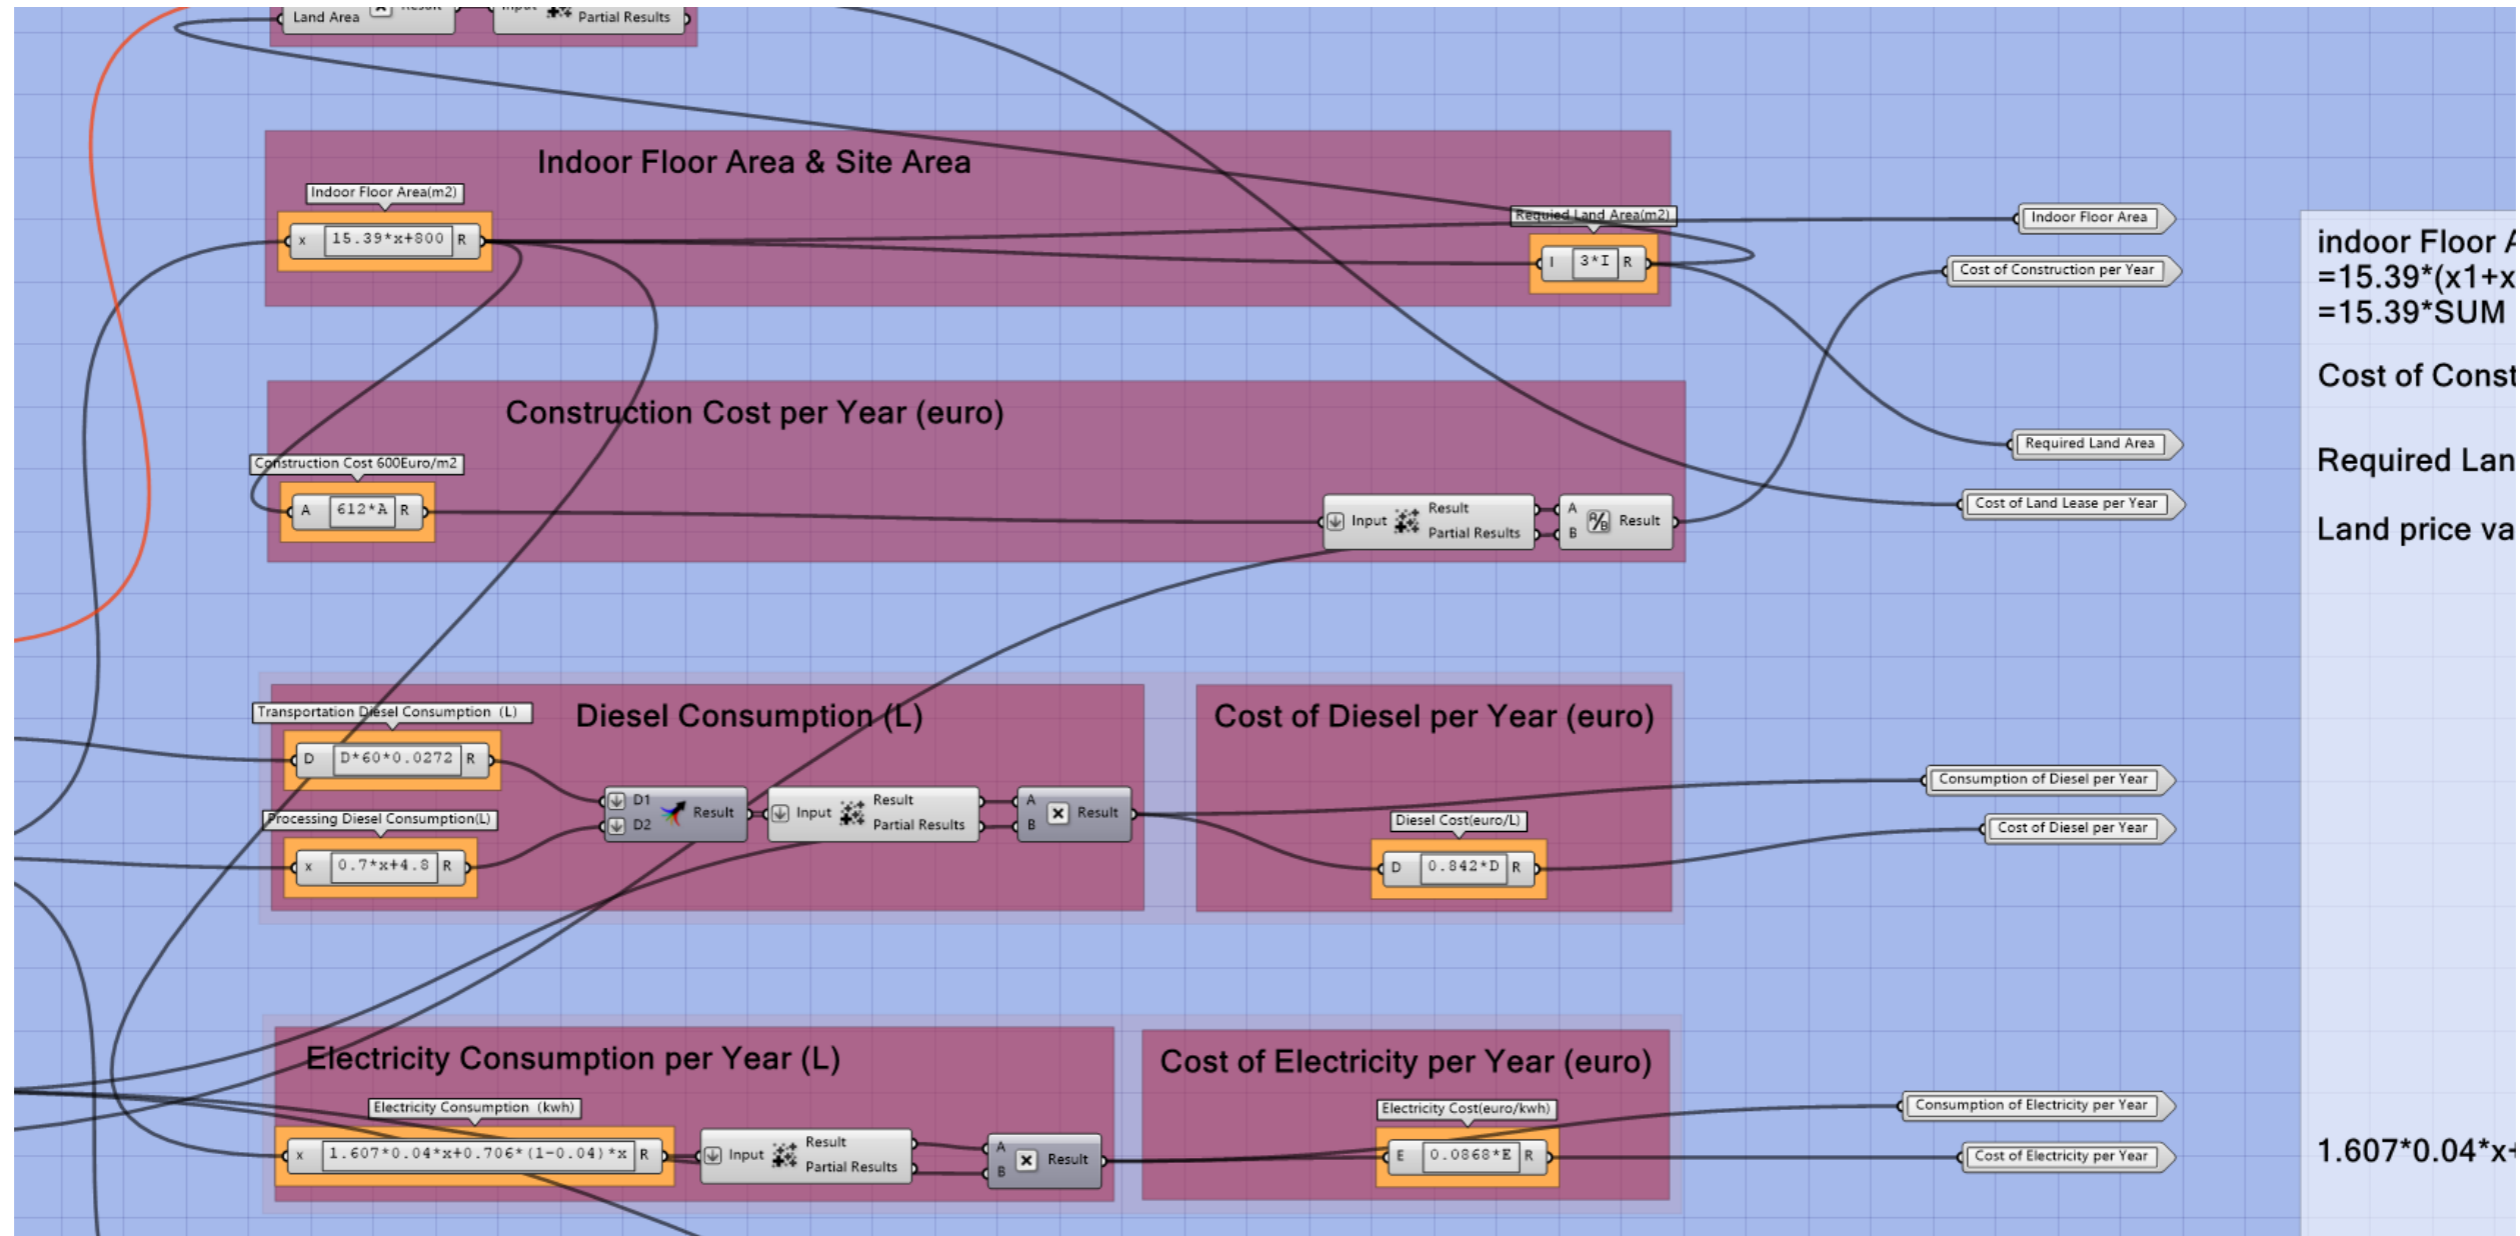 Land Area
Partial Results
Indoor Floor Area & Site Area
Indoor Floor Area(m2)
x 15.39*x+800 R
Requied Land Area(m2)
I 3*I R
Indoor Floor Area
Cost of Construction per Year
Required Land Area
Cost of Land Lease per Year
Construction Cost per Year (euro)
Construction Cost 600Euro/m2
A 612*A R
Input Result
Partial Results
A
B
A/B
Result
Diesel Consumption (L)
Transportation Diesel Consumption (L)
D D*60*0.0272 R
Processing Diesel Consumption(L)
x 0.7*x+4.8 R
D1
D2
Result
Input Result
Partial Results
A
B
Result
Cost of Diesel per Year (euro)
Diesel Cost(euro/L)
D 0.842*D R
Consumption of Diesel per Year
Cost of Diesel per Year
Electricity Consumption per Year (L)
Electricity Consumption (kwh)
x 1.607*0.04*x+0.706*(1-0.04)*x R
Input Result
Partial Results
A
B
Result
Cost of Electricity per Year (euro)
Electricity Cost(euro/kwh)
E 0.0868*E R
Consumption of Electricity per Year
Cost of Electricity per Year
indoor Floor
=15.39*(x1+x
=15.39*SUM
Cost of Const
Required Lan
Land price va
1.607*0.04*x+